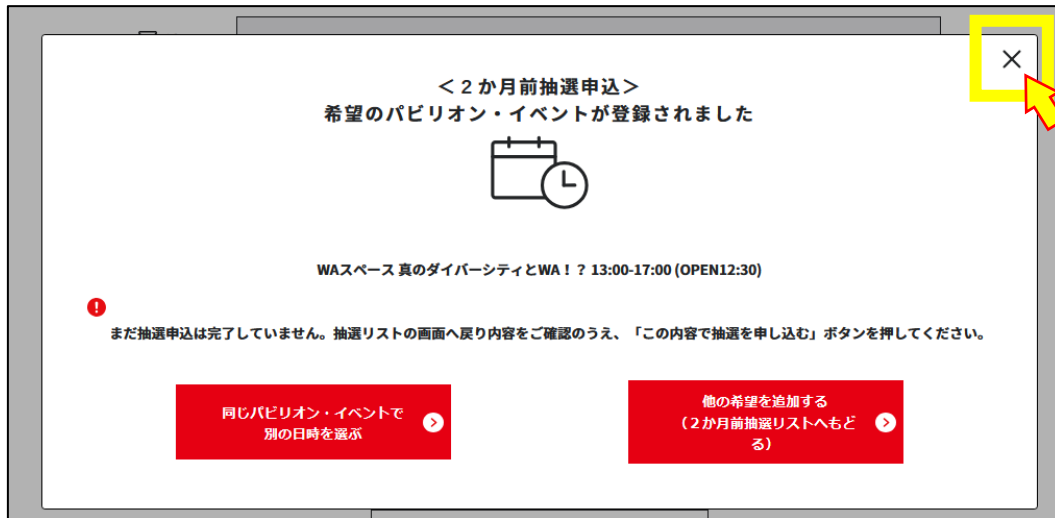 ＜２か月前抽選申込＞
希望のパビリオン・イベントが登録されました
WAスペース 真のダイバーシティとWA！？13:00-17:00 (OPEN12:30)
まだ抽選申込は完了していません。抽選リストの画面へ戻り内容をご確認のうえ、「この内容で抽選を申し込む」ボタンを押してください。
同じパビリオン・イベントで
別の日時を選ぶ
他の希望を追加する
（２か月前抽選リストへもど
る）